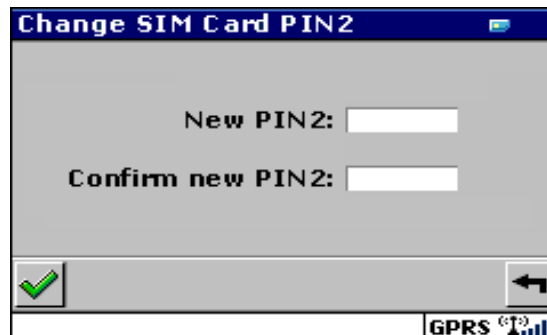 Change SIM Card PIN2
New PIN2:
Confirm new PIN2:
GPRS